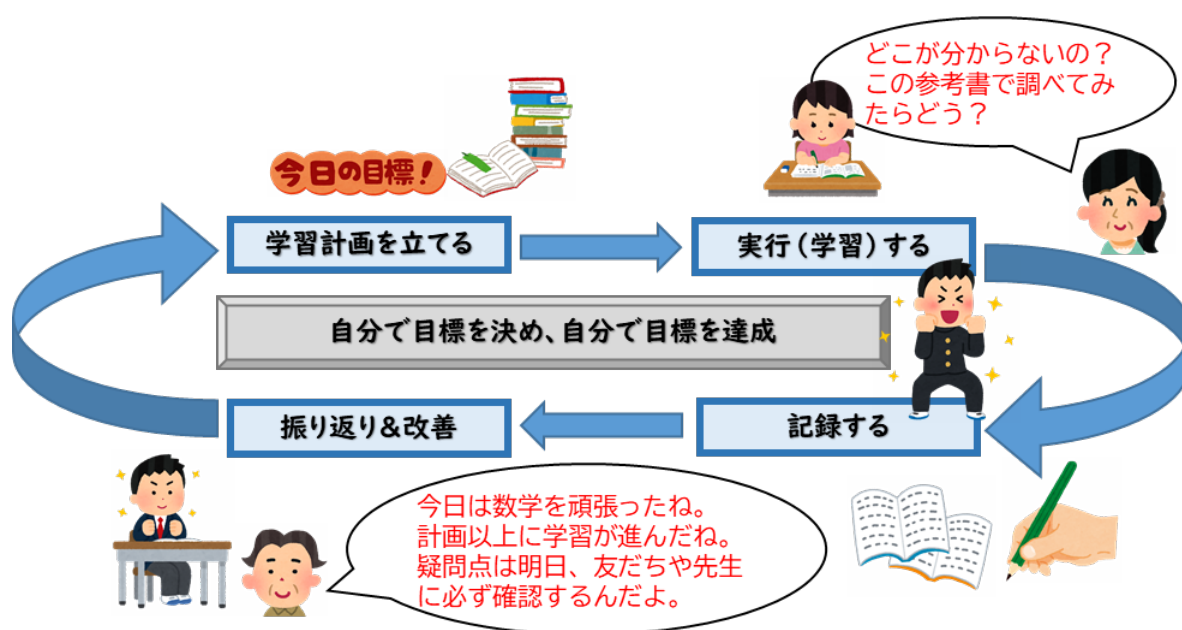 どこが分からないの？
この参考書で調べてみ
たらどう？
今日の目標！
学習計画を立てる
実行（学習）する
自分で目標を決め、自分で目標を達成
振り返り&改善
記録する
今日は数学を頑張ったね。
計画以上に学習が進んだね。
疑問点は明日、友だちや先生
に必ず確認するんだよ。